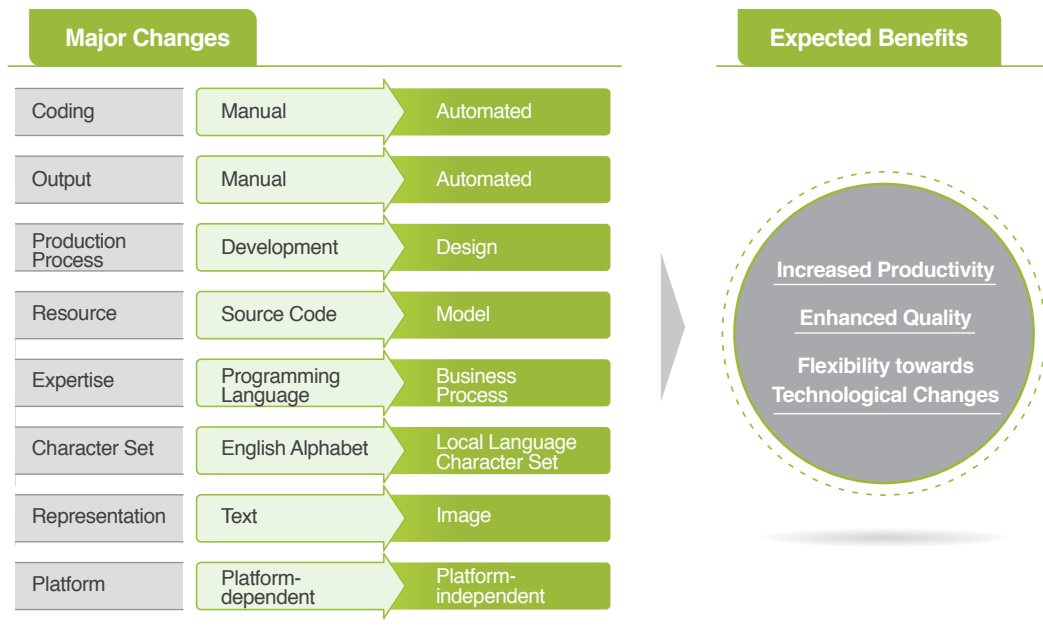 Major Changes
Expected Benefits
Coding
Manual
Automated
Output
Manual
Automated
Production
Process
Development
Design
Resource
Source Code
Model
Expertise
Programming
Language
Business
Process
Character Set
English Alphabet
Local Language
Character Set
Representation
Text
Image
Platform
Platform-
dependent
Platform-
independent
Increased Productivity
Enhanced Quality
Flexibility towards
Technological Changes